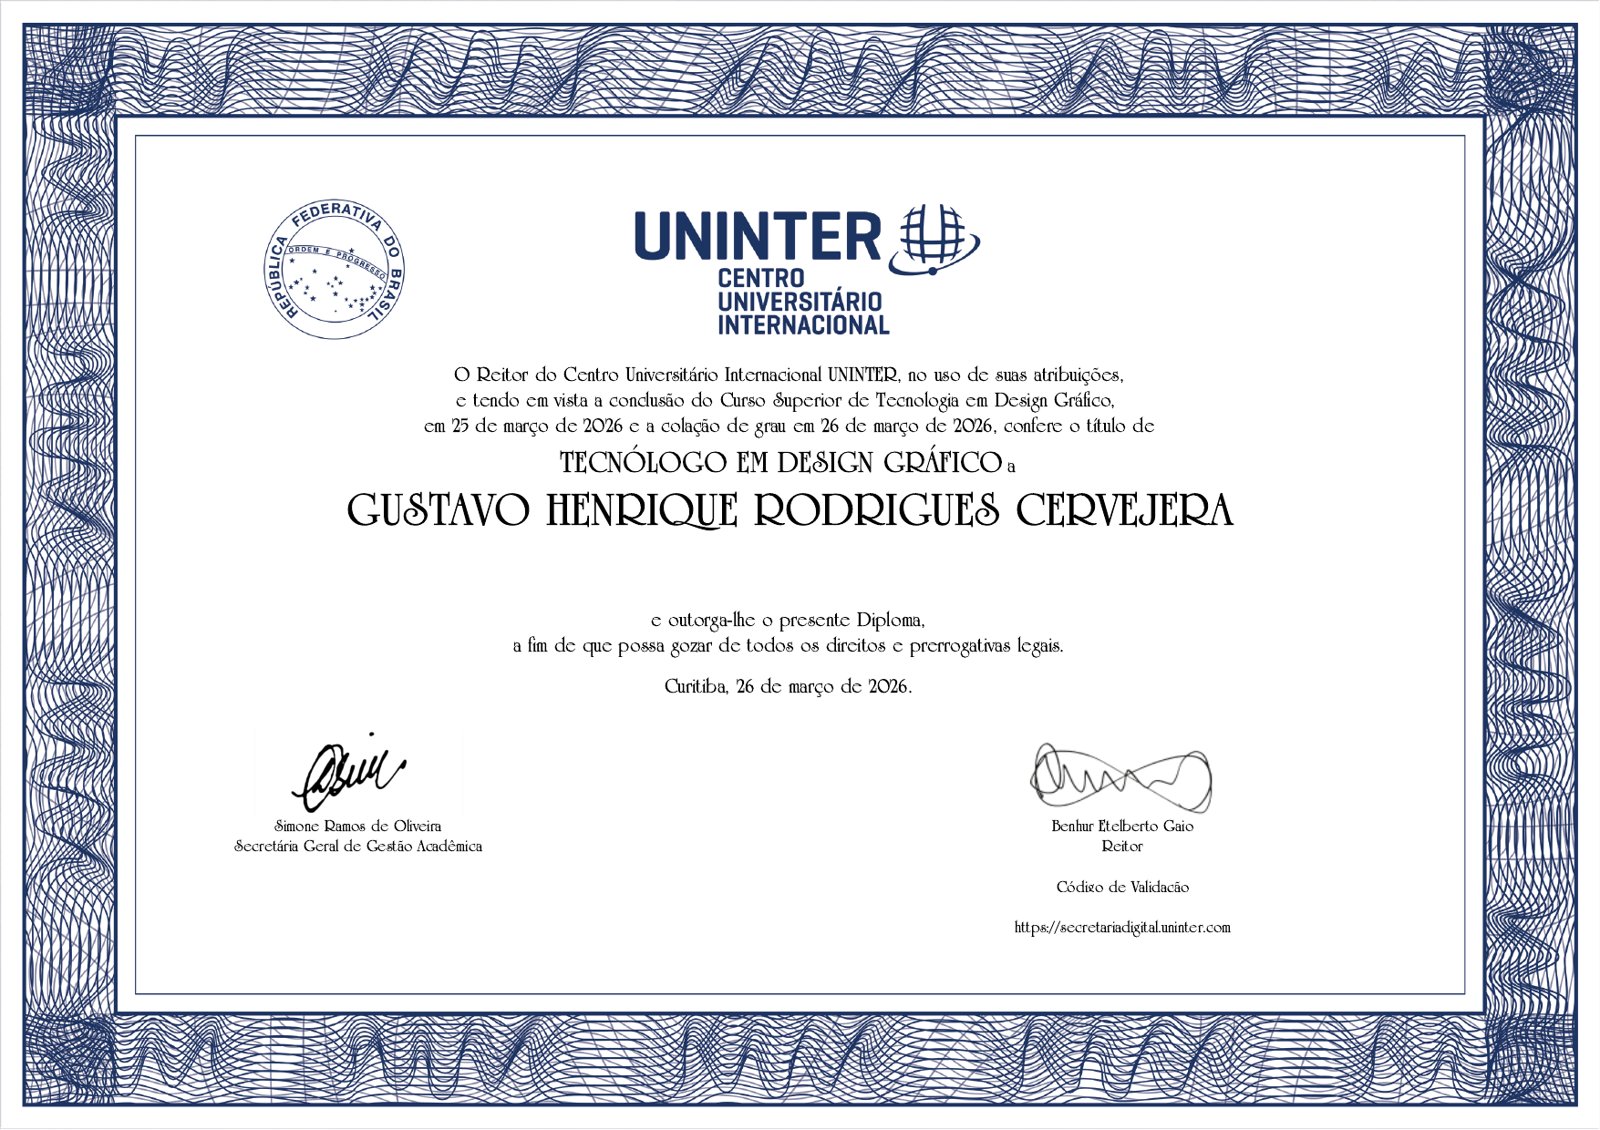 REPÚBLICA FEDERATIVA DO BRASIL
ORDEM E PROGRESSO
UNINTER
CENTRO
UNIVERSITÁRIO
INTERNACIONAL
O Reitor do Centro Universitário Internacional UNINTER, no uso de suas atribuições,
e tendo em vista a conclusão do Curso Superior de Tecnologia em Design Gráfico,
em 25 de março de 2026 e a colação de grau em 26 de março de 2026, confere o título de
TECNÓLOGO EM DESIGN GRÁFICO a
GUSTAVO HENRIQUE RODRIGUES CERVEJERA
e outorga-lhe o presente Diploma,
a fim de que possa gozar de todos os direitos e prerrogativas legais.
Curitiba, 26 de março de 2026.
Simone Ramos de Oliveira
Secretária Geral de Gestão Acadêmica
Benhur Etelberto Gaio
Reitor
Código de Validação
https://secretariadigital.uninter.com